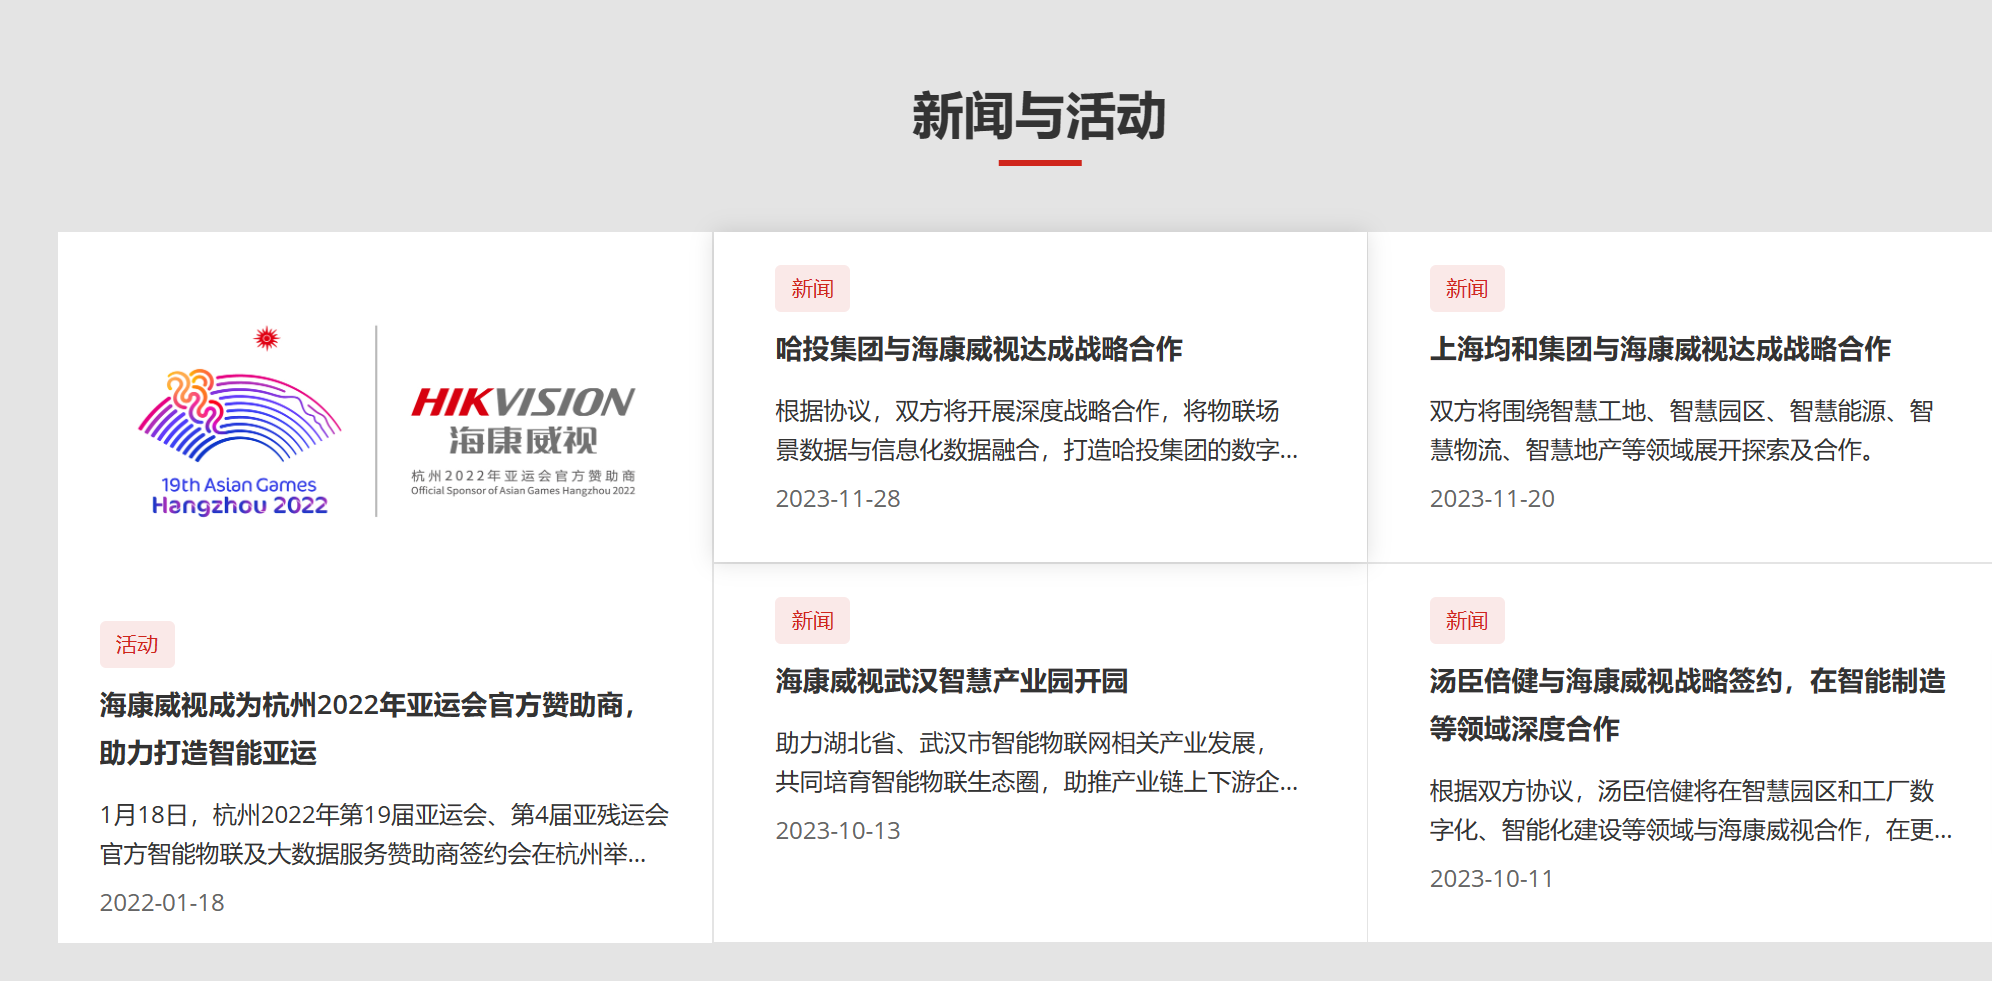 新闻与活动
19th Asian Games
Hangzhou 2022
HIKVISION
海康威视
杭州2022年亚运会官方赞助商
Official Sponsor of Asian Games Hangzhou 2022
活动
海康威视成为杭州2022年亚运会官方赞助商，
助力打造智能亚运
1月18日，杭州2022年第19届亚运会、第4届亚残运会
官方智能物联及大数据服务赞助商签约会在杭州举...
2022-01-18
新闻
哈投集团与海康威视达成战略合作
根据协议，双方将开展深度战略合作，将物联场
景数据与信息化数据融合，打造哈投集团的数字...
2023-11-28
新闻
上海均和集团与海康威视达成战略合作
双方将围绕智慧工地、智慧园区、智慧能源、智
慧物流、智慧地产等领域展开探索及合作。
2023-11-20
新闻
海康威视武汉智慧产业园开园
助力湖北省、武汉市智能物联网相关产业发展，
共同培育智能物联生态圈，助推产业链上下游企...
2023-10-13
新闻
汤臣倍健与海康威视战略签约，在智能制造
等领域深度合作
根据双方协议，汤臣倍健将在智慧园区和工厂数
字化、智能化建设等领域与海康威视合作，在更...
2023-10-11